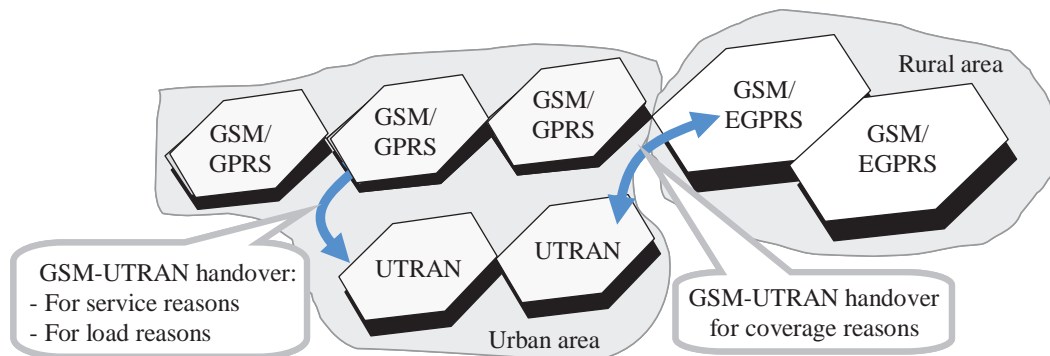 GSM/
GPRS
GSM/
GPRS
GSM/
GPRS
GSM/
EGPRS
GSM/
EGPRS
Rural area
UTRAN
UTRAN
Urban area
GSM-UTRAN handover:
- For service reasons
- For load reasons
GSM-UTRAN handover
for coverage reasons